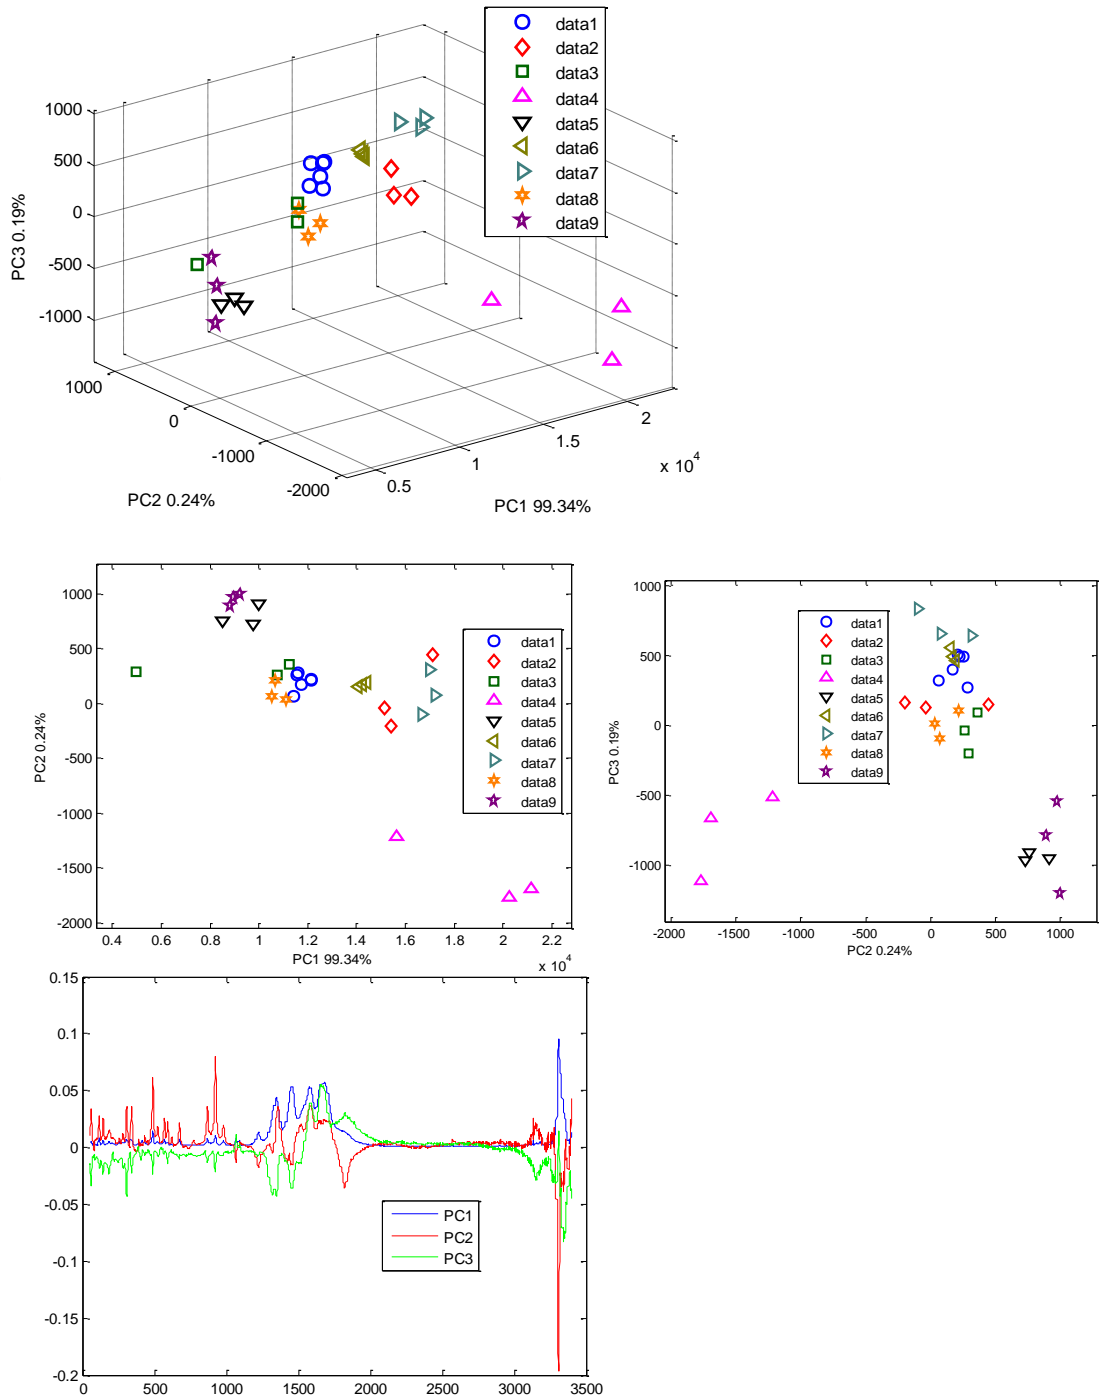 data1
data2
data3
data4
data5
data6
data7
data8
data9
1000
500
0
-500
-1000
PC3 0.19%
1000
0
-1000
-2000
PC2 0.24%
0.5
1
1.5
2
x 10^4
PC1 99.34%
1000
500
0
-500
-1000
-1500
-2000
PC2 0.24%
0.4 0.6 0.8 1 1.2 1.4 1.6 1.8 2 2.2
PC1 99.34%
x 10^4
data1
data2
data3
data4
data5
data6
data7
data8
data9
1000
500
0
-500
-1000
PC3 0.19%
-2000 -1500 -1000 -500 0 500 1000
PC2 0.24%
data1
data2
data3
data4
data5
data6
data7
data8
data9
0.15
0.1
0.05
0
-0.05
-0.1
-0.15
-0.2
0 500 1000 1500 2000 2500 3000 3500
PC1
PC2
PC3